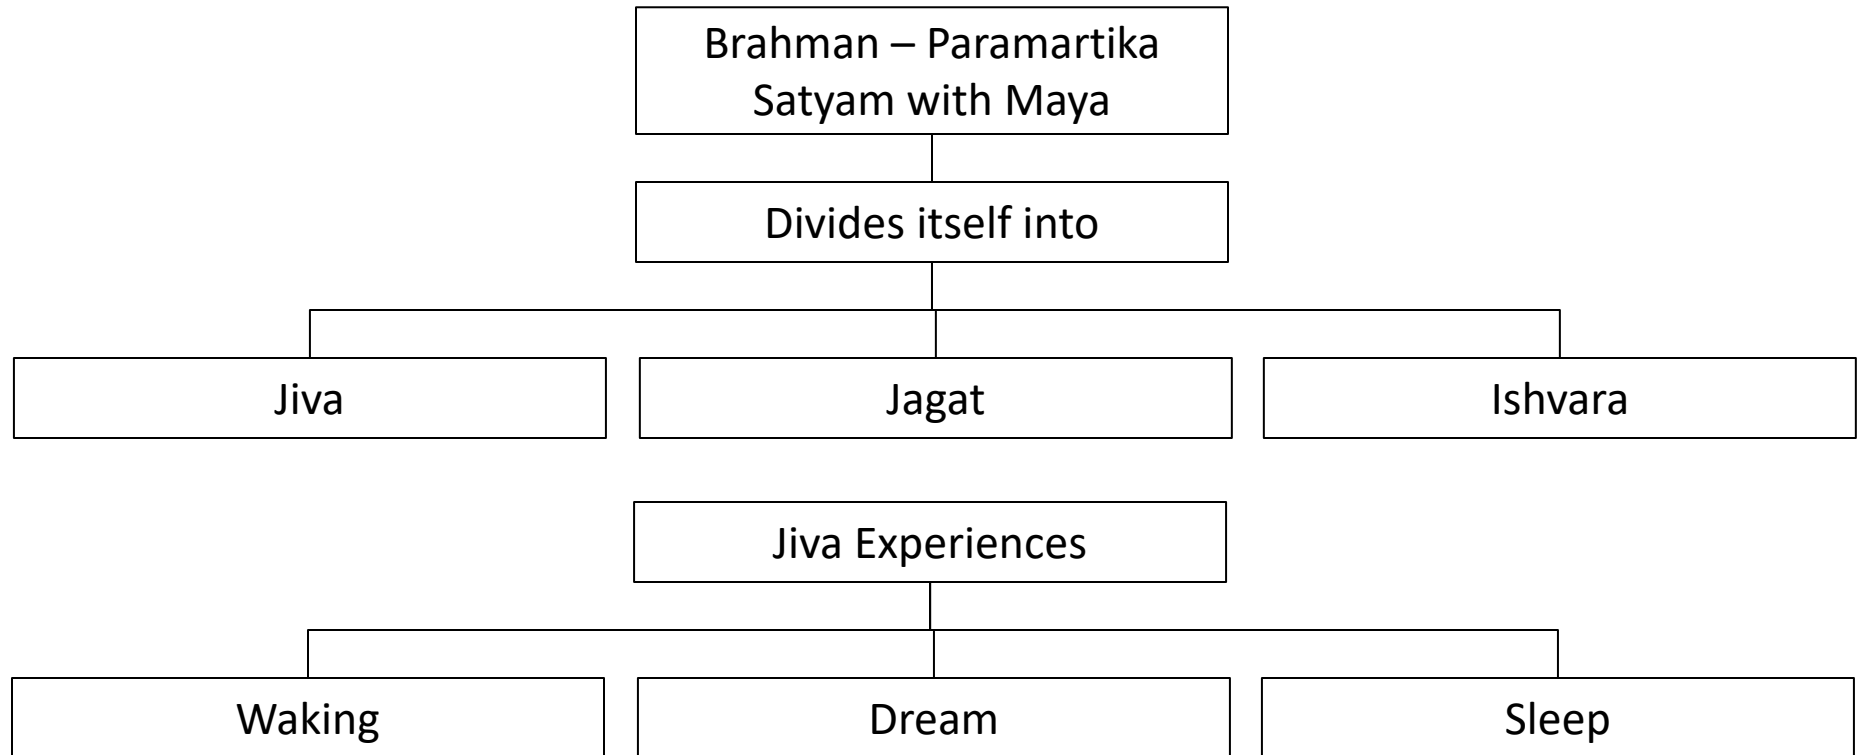 Brahman – Paramartika
Satyam with Maya
Divides itself into
Jiva
Jagat
Ishvara
Jiva Experiences
Waking
Dream
Sleep